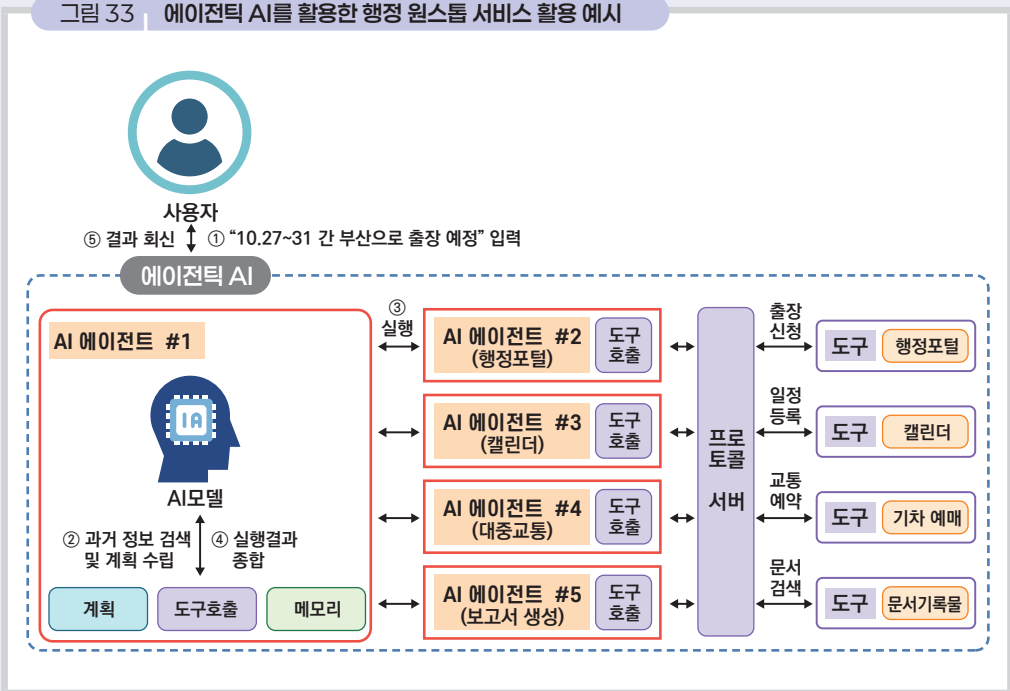 그림 33 에이전틱 AI를 활용한 행정 원스톱 서비스 활용 예시
사용자
⑤ 결과 회신 ① “10.27~31 간 부산으로 출장 예정” 입력
에이전틱 AI
AI 에이전트 #1
IA
AI모델
② 과거 정보 검색
및 계획 수립
④ 실행결과
종합
계획
도구호출
메모리
③
실행
AI 에이전트 #2
(행정포털)
도구
호출
AI 에이전트 #3
(캘린더)
도구
호출
AI 에이전트 #4
(대중교통)
도구
호출
AI 에이전트 #5
(보고서 생성)
도구
호출
프로
토콜
서버
출장
신청
도구 행정포털
일정
등록
도구 캘린더
교통
예약
도구 기차 예매
문서
검색
도구 문서기록물